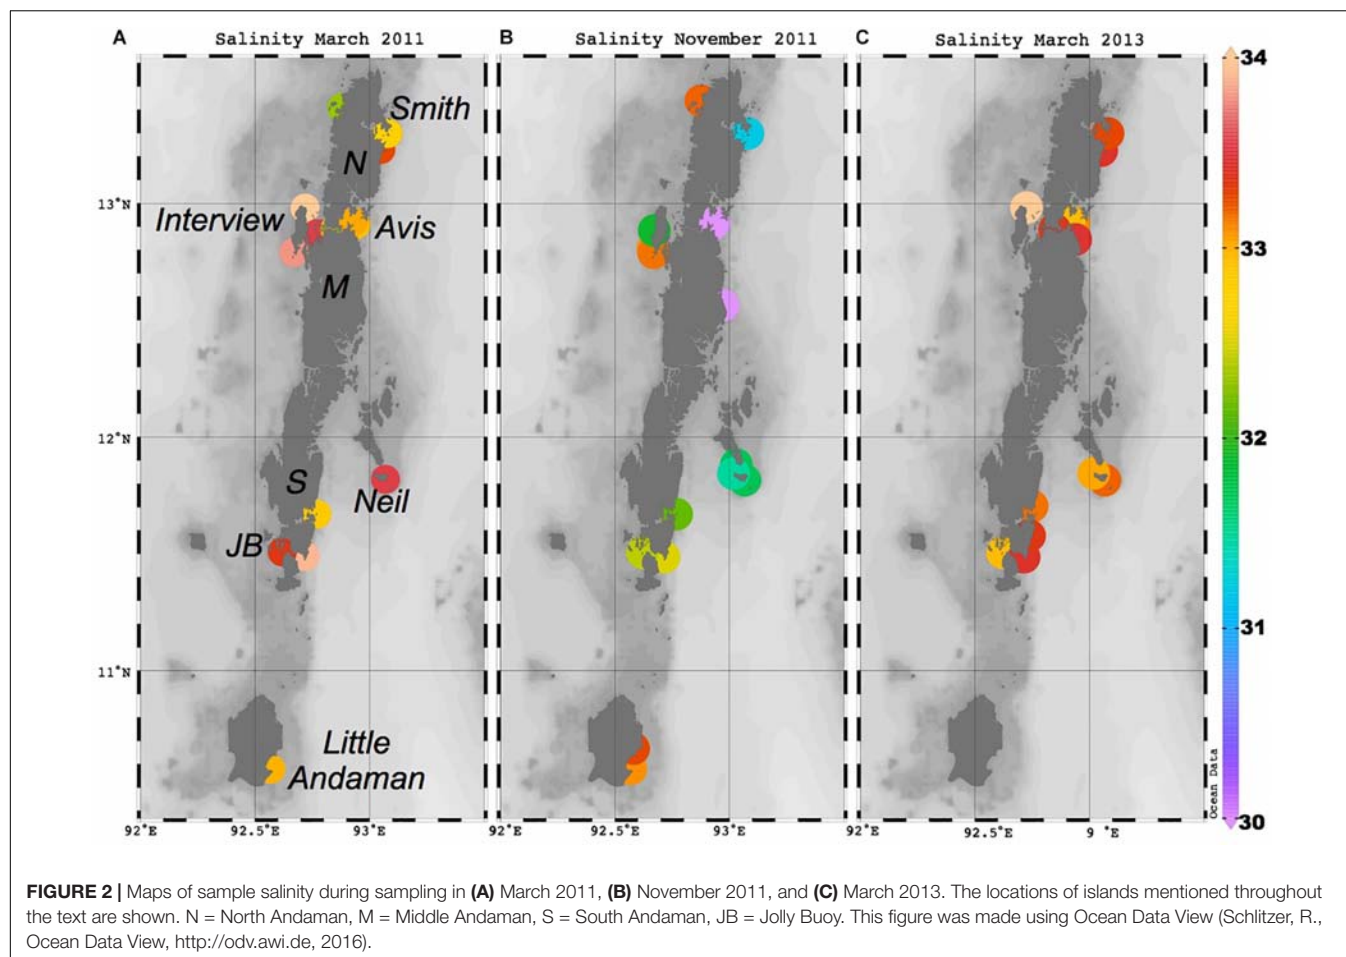 A Salinity March 2011 B Salinity November 2011 C Salinity March 2013
34
Smith
N
33
13°N
Interview Avis
M
32
12°N
S
Neil
JB
31
11°N
Little
Andaman
Ocean Data
30
92°E 92.5°E 93°E 92°E 92.5°E 93°E 92°E 92.5°E 9 °E
FIGURE 2 | Maps of sample salinity during sampling in (A) March 2011, (B) November 2011, and (C) March 2013. The locations of islands mentioned throughout
the text are shown. N = North Andaman, M = Middle Andaman, S = South Andaman, JB = Jolly Buoy. This figure was made using Ocean Data View (Schlitzer, R.,
Ocean Data View, http://odv.awi.de, 2016).